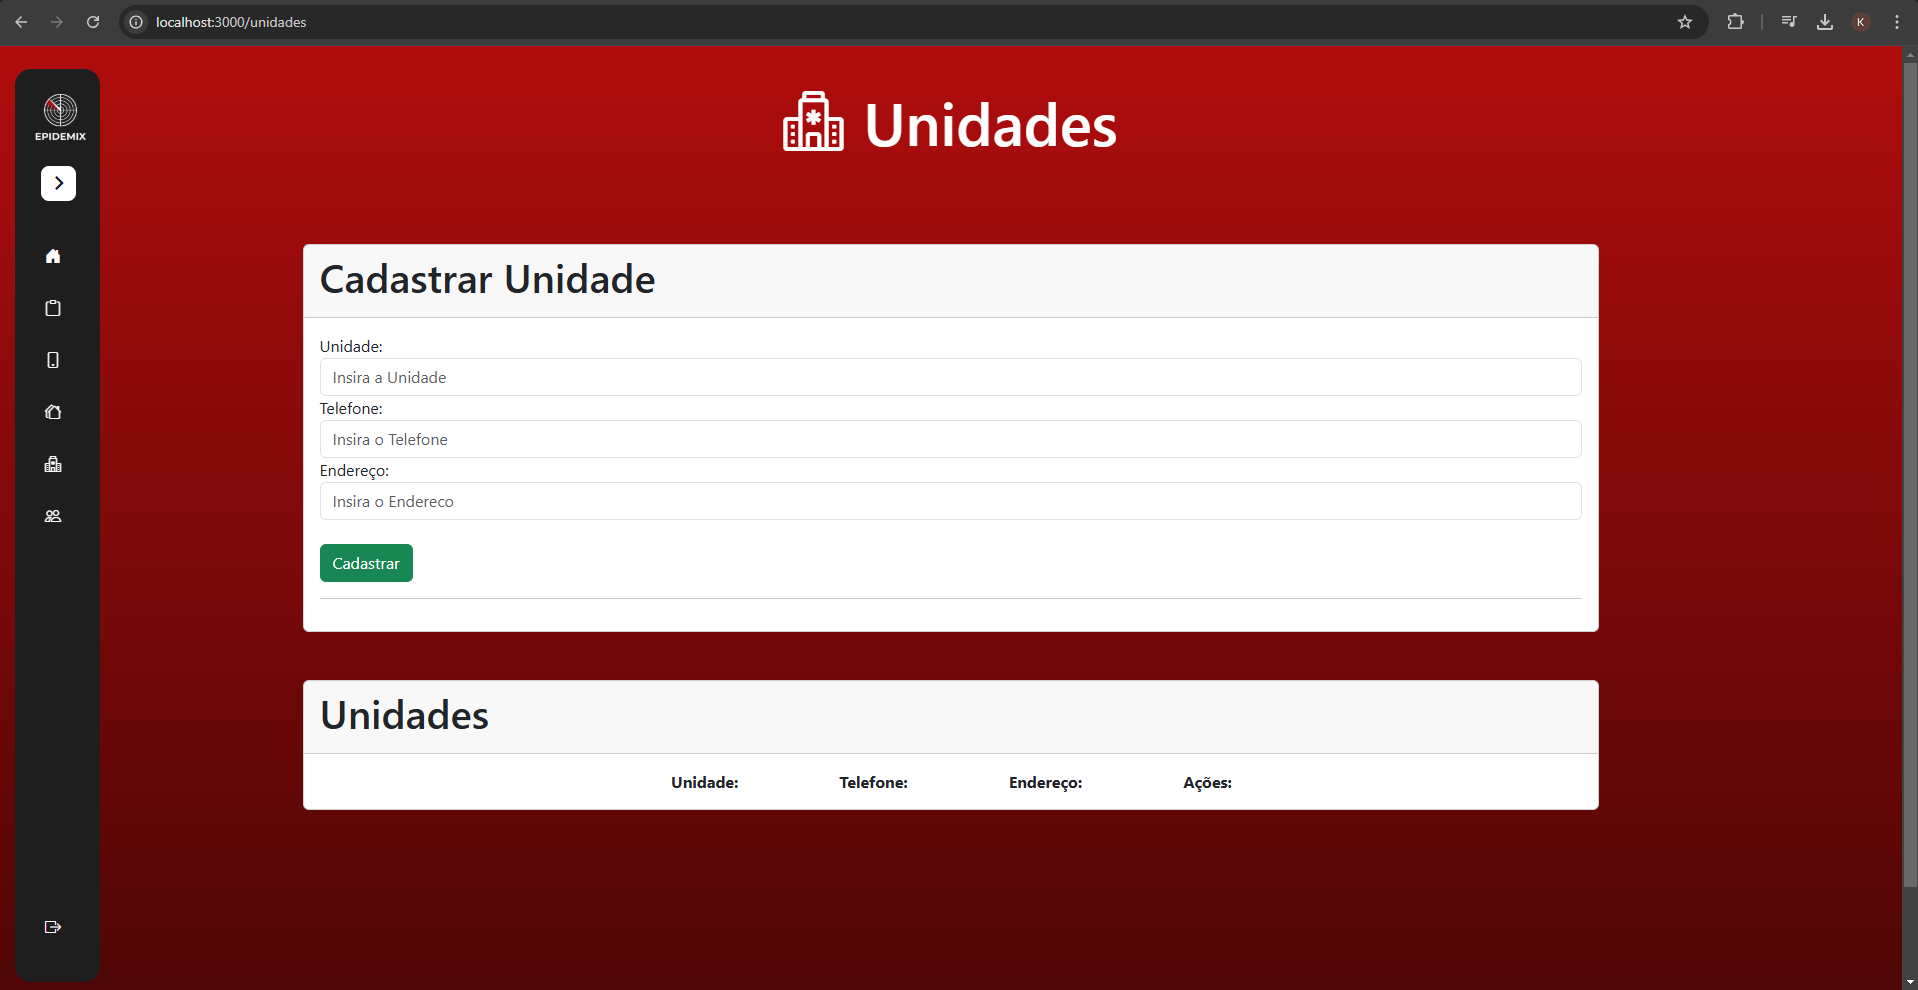 localhost:3000/unidades
K
EPIDEMIX
Unidades
Cadastrar Unidade
Unidade:
Insira a Unidade
Telefone:
Insira o Telefone
Endereço:
Insira o Endereco
Cadastrar
Unidades
Unidade: Telefone: Endereço: Ações: